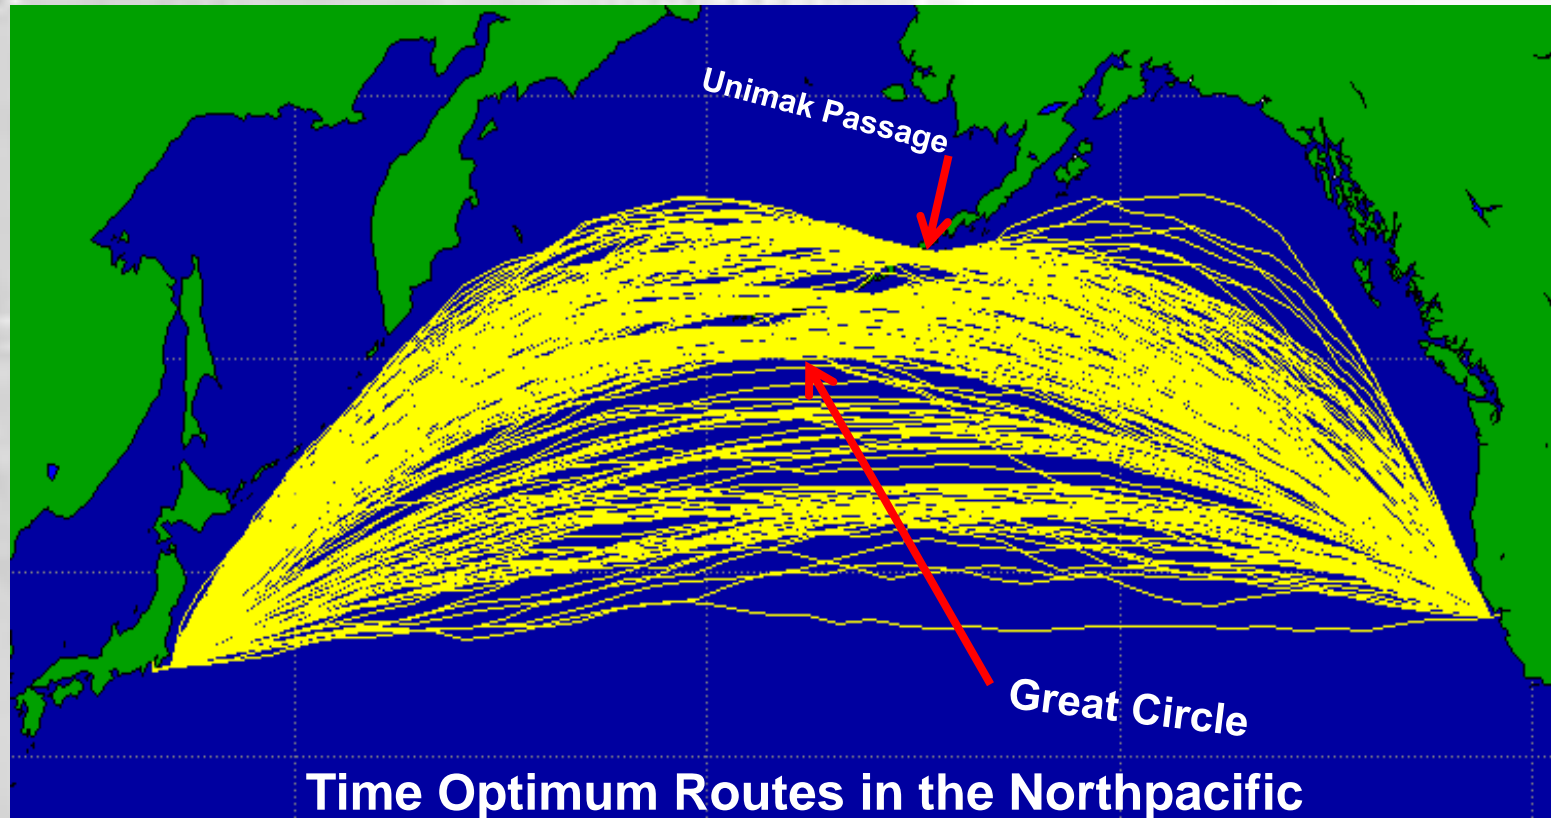 Unimak Passage
Great Circle
Time Optimum Routes in the Northpacific